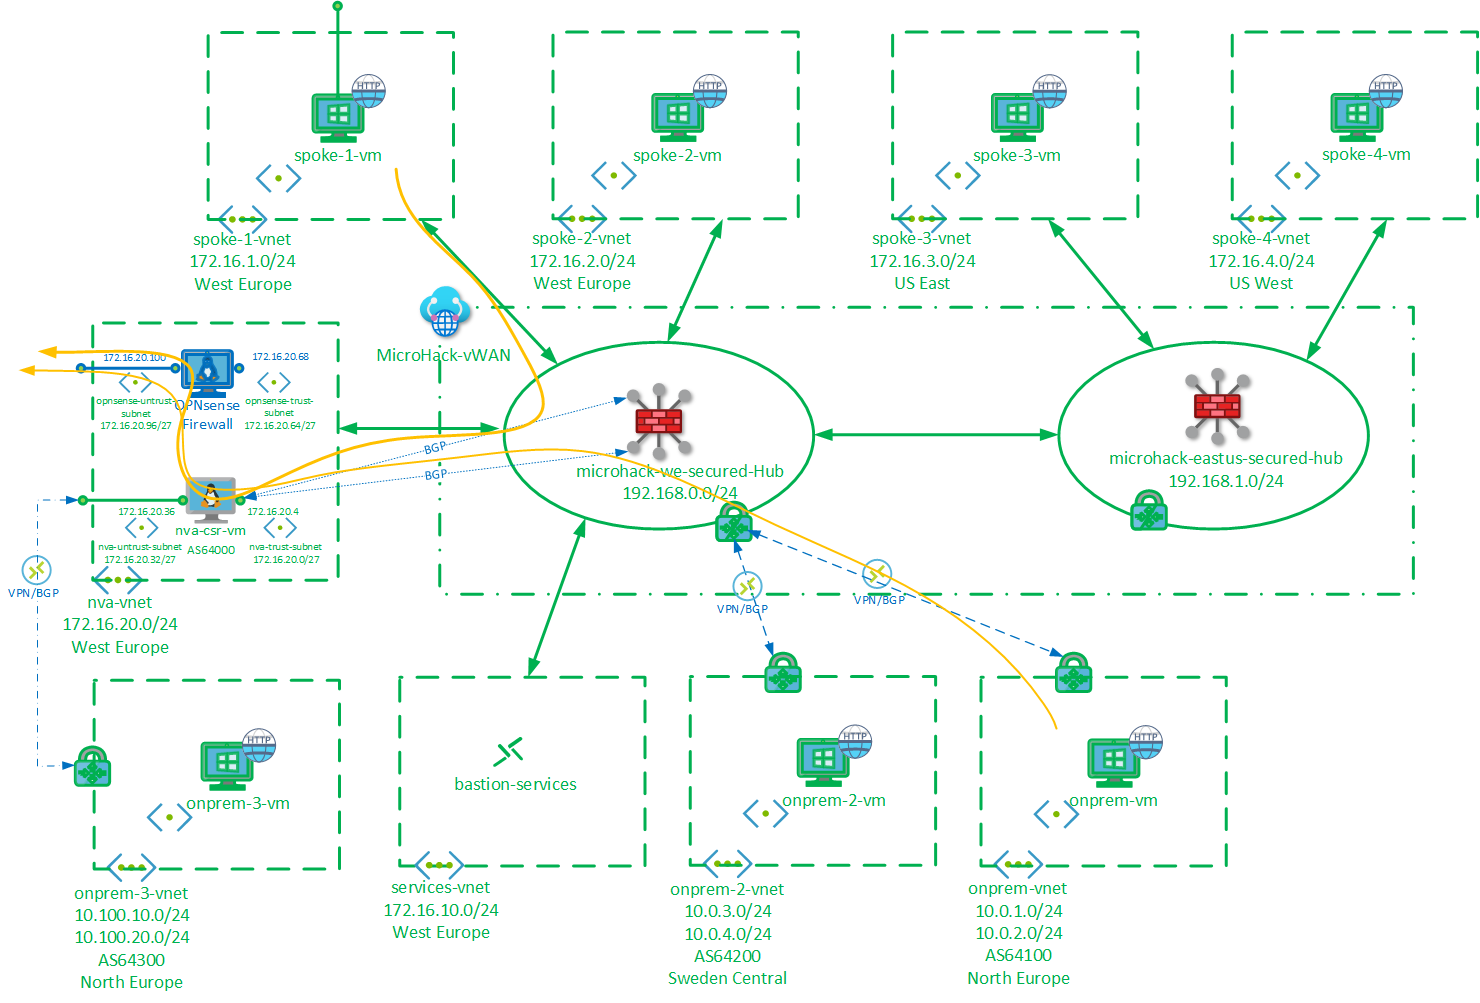 HTTP
spoke-1-vm
HTTP
spoke-2-vm
HTTP
spoke-3-vm
HTTP
spoke-4-vm
spoke-1-vnet
172.16.1.0/24
West Europe
spoke-2-vnet
172.16.2.0/24
West Europe
spoke-3-vnet
172.16.3.0/24
US East
spoke-4-vnet
172.16.4.0/24
US West
MicroHack-vWAN
172.16.20.100
172.16.20.68
opnsense-untrust-
subnet
172.16.20.96/27
OPNsense
Firewall
opnsense-trust-
subnet
172.16.20.64/27
BGP
BGP
microhack-we-secured-Hub
192.168.0.0/24
microhack-eastus-secured-hub
192.168.1.0/24
172.16.20.36
172.16.20.4
nva-csr-vm
AS64000
nva-untrust-subnet
172.16.20.32/27
nva-trust-subnet
172.16.20.0/27
VPN/BGP
nva-vnet
172.16.20.0/24
West Europe
VPN/BGP
VPN/BGP
HTTP
onprem-3-vm
bastion-services
HTTP
onprem-2-vm
HTTP
onprem-vm
onprem-3-vnet
10.100.10.0/24
10.100.20.0/24
AS64300
North Europe
services-vnet
172.16.10.0/24
West Europe
onprem-2-vnet
10.0.3.0/24
10.0.4.0/24
AS64200
Sweden Central
onprem-vnet
10.0.1.0/24
10.0.2.0/24
AS64100
North Europe